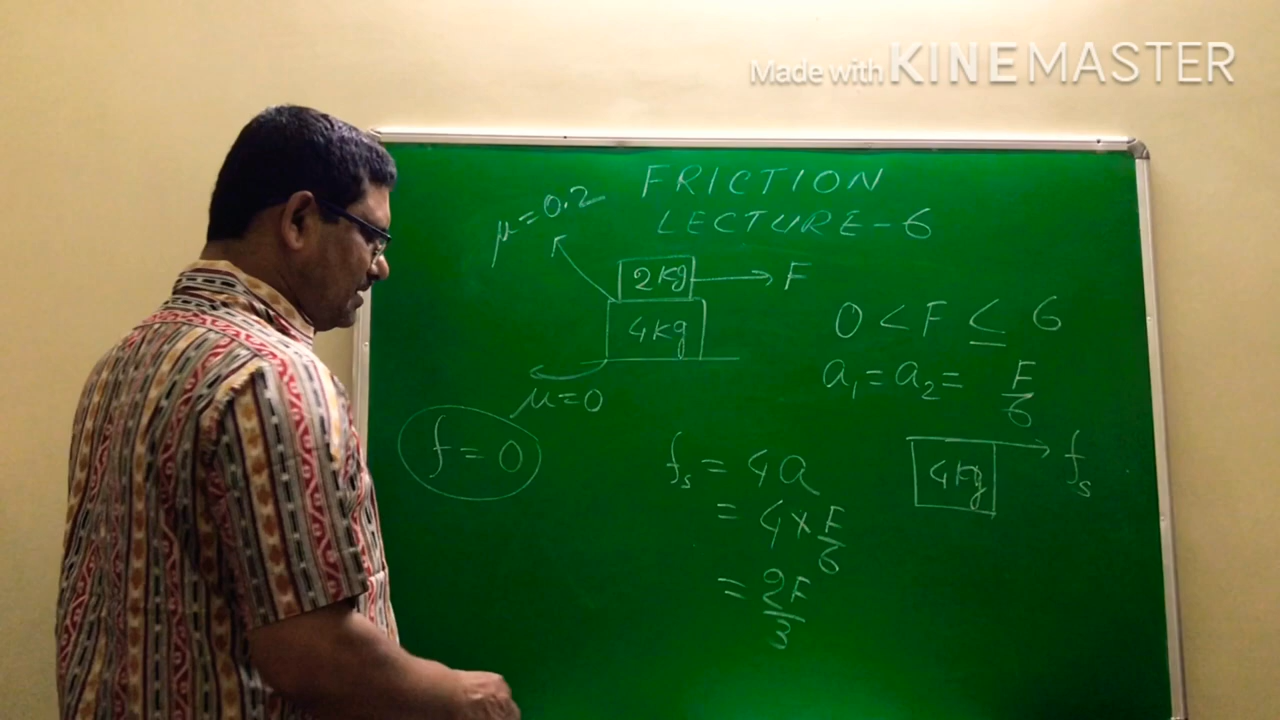 Made with KINEMASTER
FRICTION
LECTURE-6
μ=0.2
2kg
F
4kg
μ=0
f=0
0 < F ≤ 6
a₁=a₂= F/6
fₛ = 4a
= 4×F/6
= 2F/3
4kg
fₛ